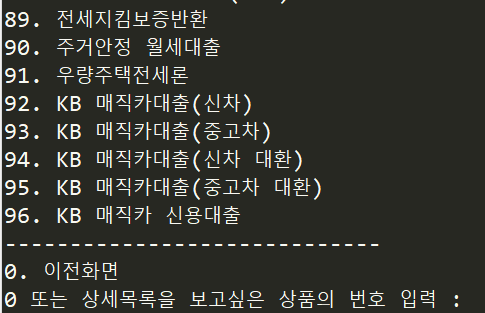 89. 전세지킴보증반환
90. 주거안정 월세대출
91. 우량주택전세론
92. KB 매직카대출(신차)
93. KB 매직카대출(중고차)
94. KB 매직카대출(신차 대환)
95. KB 매직카대출(중고차 대환)
96. KB 매직카 신용대출
-----------------------------
0. 이전화면
0 또는 상세목록을 보고싶은 상품의 번호 입력 :